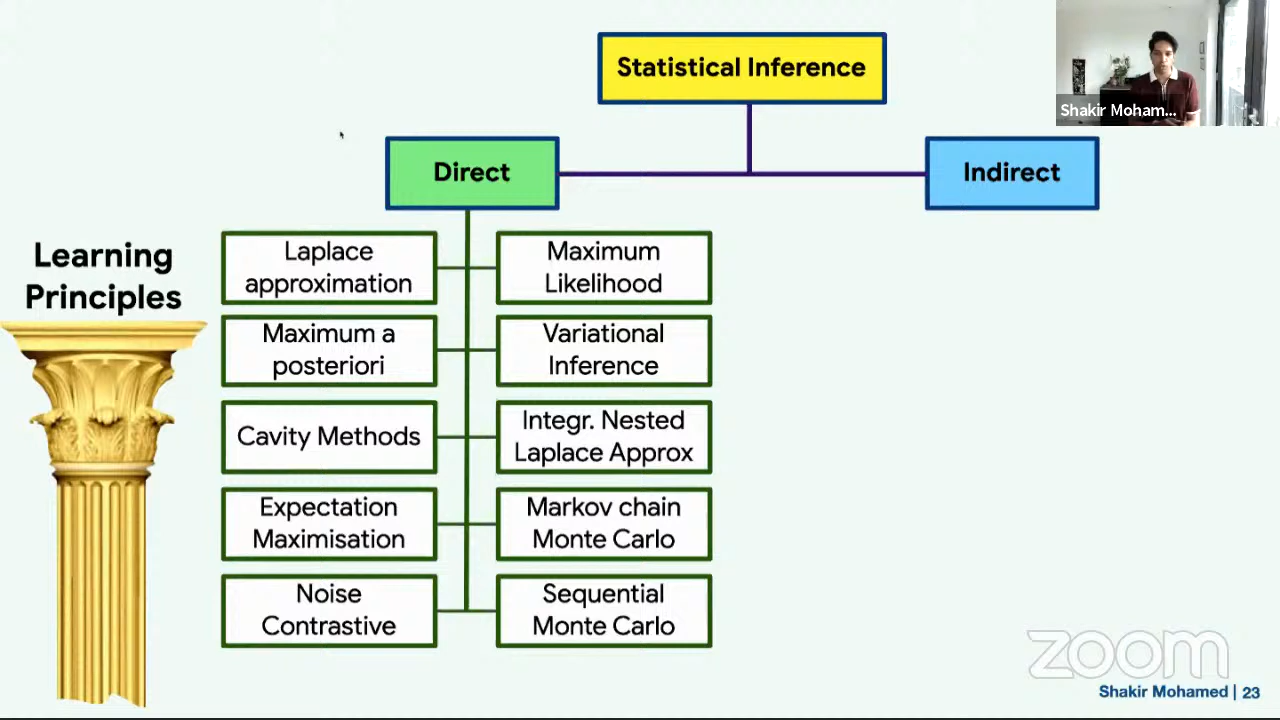 Statistical Inference
Shakir Moham...
Direct
Indirect
Learning
Principles
Laplace
approximation
Maximum
Likelihood
Maximum a
posteriori
Variational
Inference
Cavity Methods
Integr. Nested
Laplace Approx
Expectation
Maximisation
Markov chain
Monte Carlo
Noise
Contrastive
Sequential
Monte Carlo
zoom
Shakir Mohamed | 23